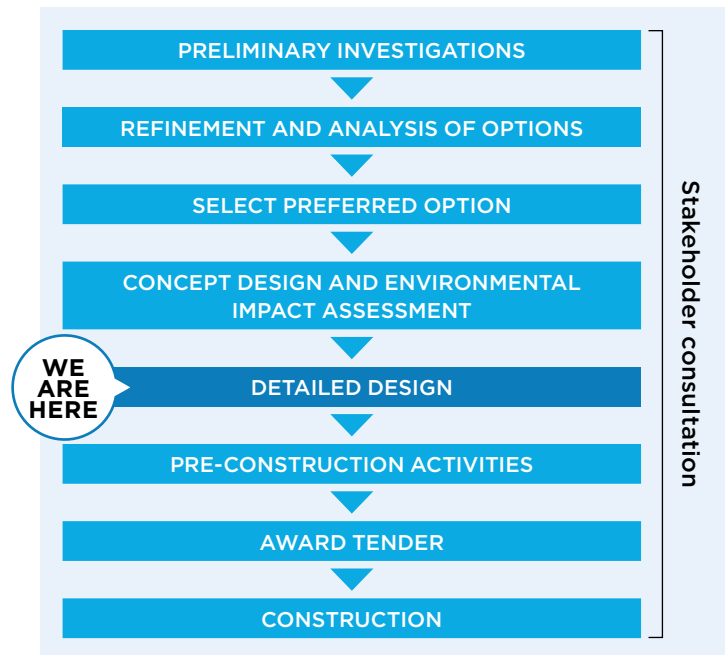 PRELIMINARY INVESTIGATIONS
REFINEMENT AND ANALYSIS OF OPTIONS
SELECT PREFERRED OPTION
CONCEPT DESIGN AND ENVIRONMENTAL
IMPACT ASSESSMENT
WE
ARE
HERE
DETAILED DESIGN
PRE-CONSTRUCTION ACTIVITIES
AWARD TENDER
CONSTRUCTION
Stakeholder consultation